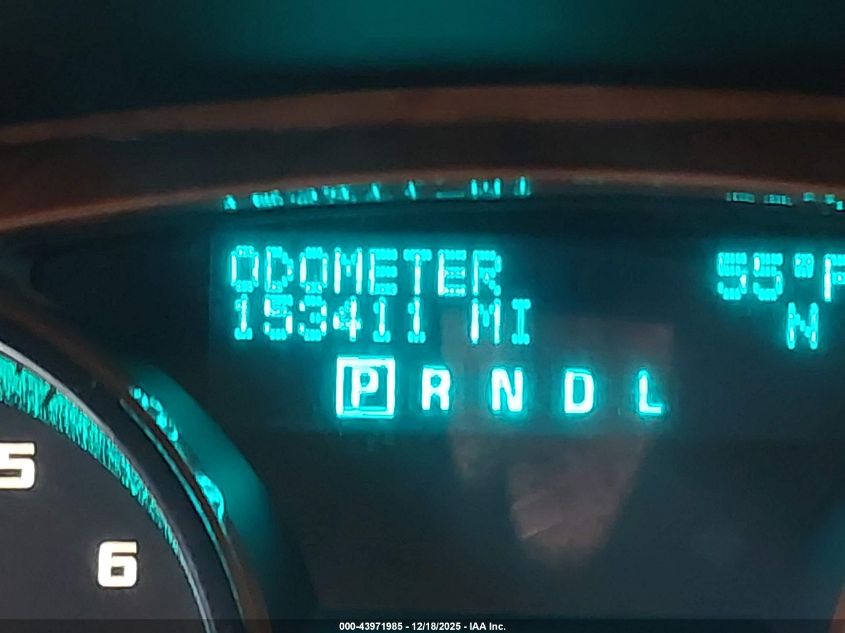 ODOMETER 55°F
153411 MI N
P R N D L
5
6
000-43971985 - 12/18/2025 - IAA Inc.